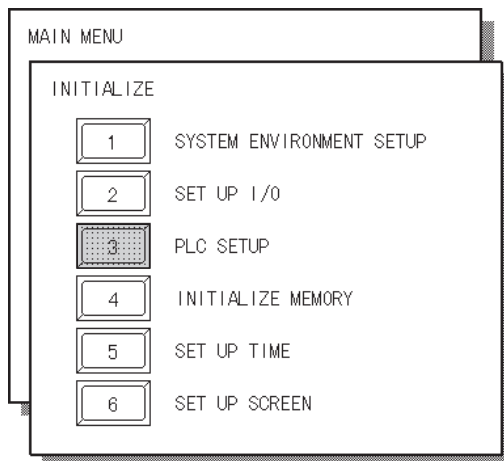 MAIN MENU
INITIALIZE
1 SYSTEM ENVIRONMENT SETUP
2 SET UP I/O
3 PLC SETUP
4 INITIALIZE MEMORY
5 SET UP TIME
6 SET UP SCREEN